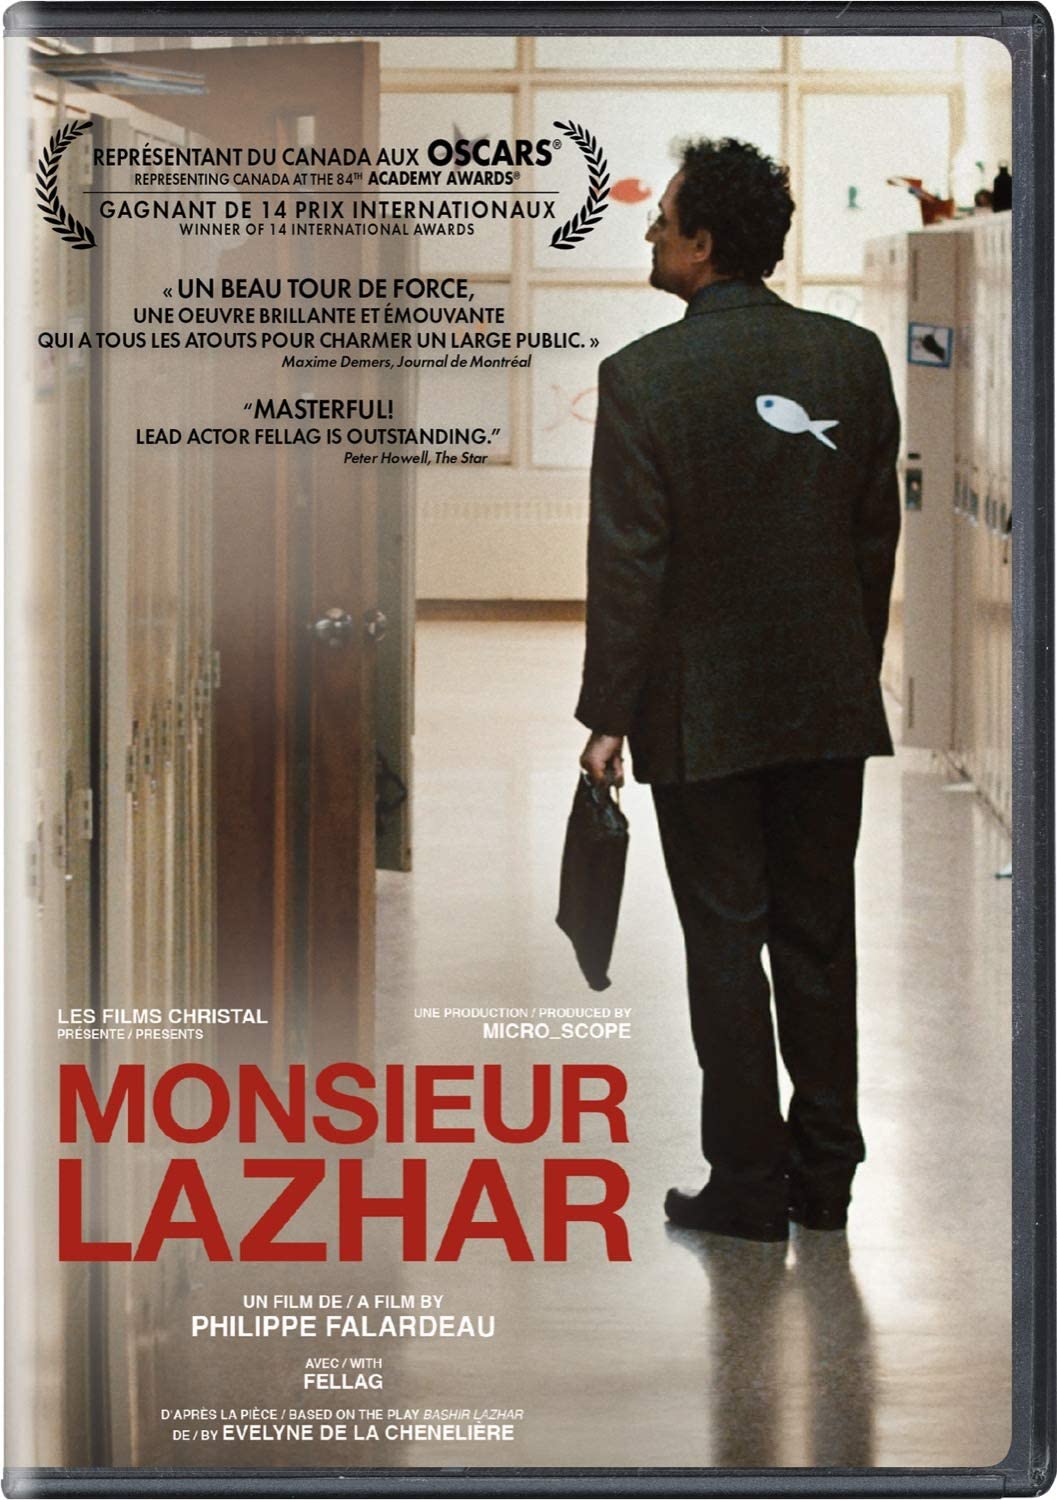 REPRÉSENTANT DU CANADA AUX OSCARS®
REPRESENTING CANADA AT THE 84TH ACADEMY AWARDS®
GAGNANT DE 14 PRIX INTERNATIONAUX
WINNER OF 14 INTERNATIONAL AWARDS
« UN BEAU TOUR DE FORCE,
UNE OEUVRE BRILLANTE ET ÉMOUVANTE
QUI A TOUS LES ATOUTS POUR CHARMER UN LARGE PUBLIC. »
Maxime Demers, Journal de Montréal
“MASTERFUL!
LEAD ACTOR FELLAG IS OUTSTANDING.”
Peter Howell, The Star
LES FILMS CHRISTAL
PRÉSENTE / PRESENTS
UNE PRODUCTION / PRODUCED BY
MICRO_SCOPE
MONSIEUR
LAZHAR
UN FILM DE / A FILM BY
PHILIPPE FALARDEAU
AVEC / WITH
FELLAG
D'APRÈS LA PIÈCE / BASED ON THE PLAY BASHIR LAZHAR
DE / BY EVELYNE DE LA CHENELIÈRE